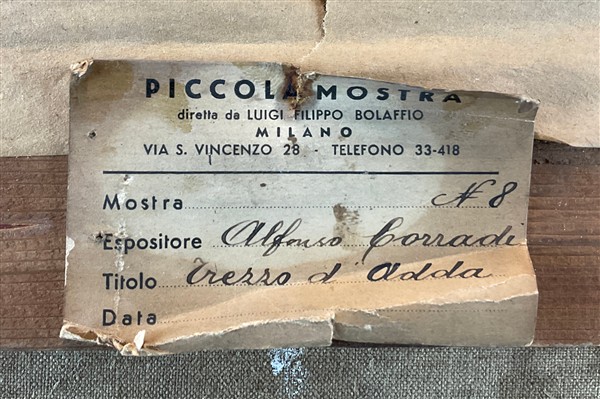 PICCOLA MOSTRA
diretta da LUIGI FILIPPO BOLAFFIO
MILANO
VIA S. VINCENZO 28 - TELEFONO 33-418
Mostra N 8
Espositore Alfonso Corradi
Titolo Trezzo d'Adda
Data